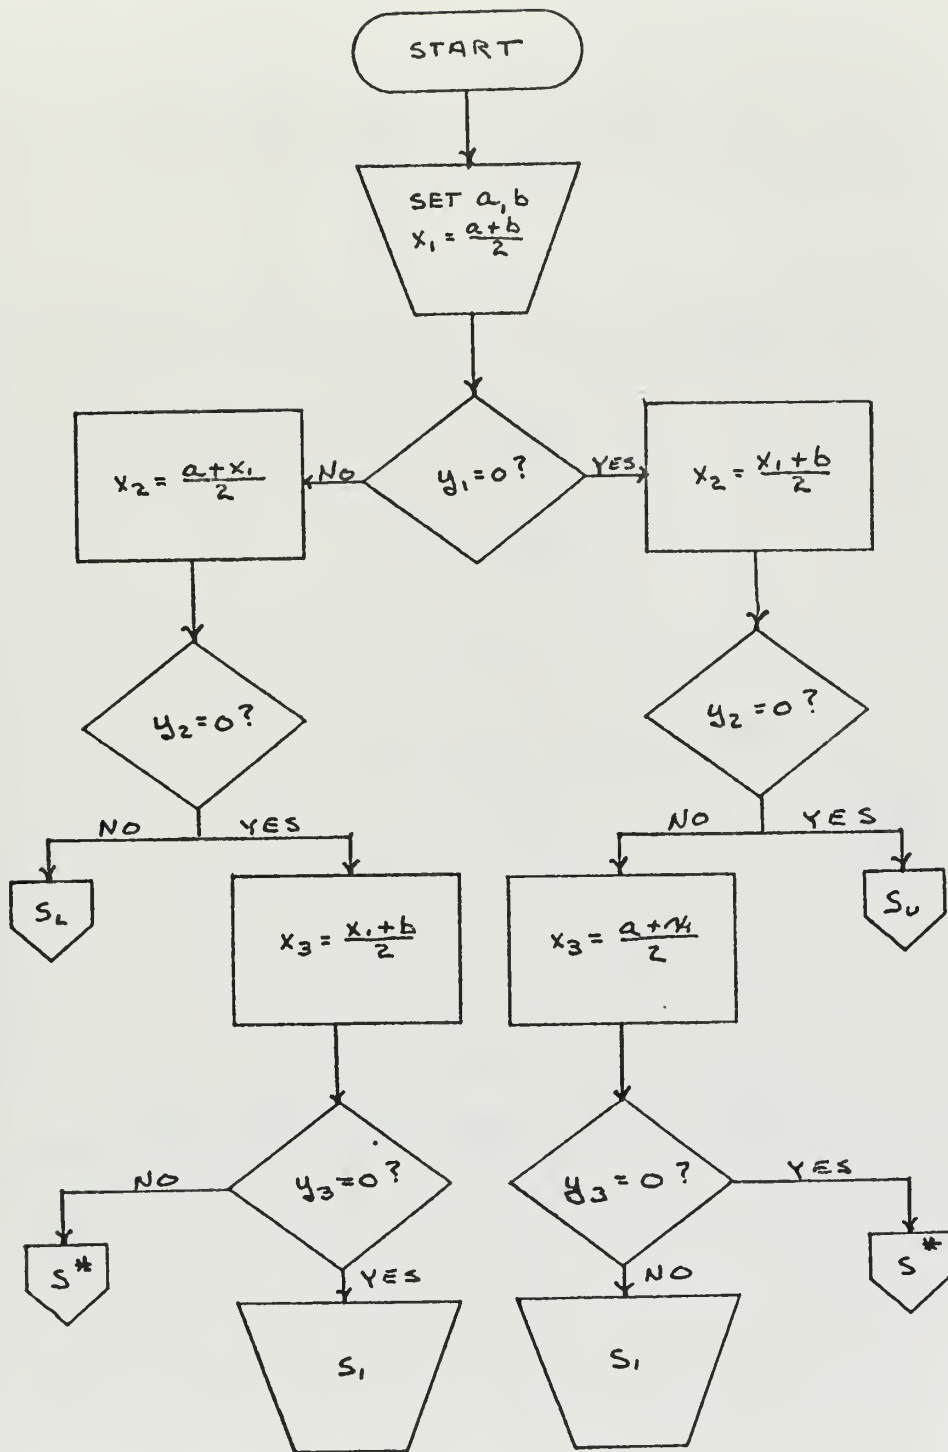 START
SET a, b
x₁ = (a+b)/2
x₂ = (a+x₁)/2
NO
y₁=0?
YES
x₂ = (x₁+b)/2
y₂=0?
y₂=0?
NO
YES
NO
YES
S_L
x₃ = (x₁+b)/2
x₃ = (a+x₁)/2
S_U
y₃=0?
y₃=0?
NO
YES
S*
YES
NO
S*
S₁
S₁